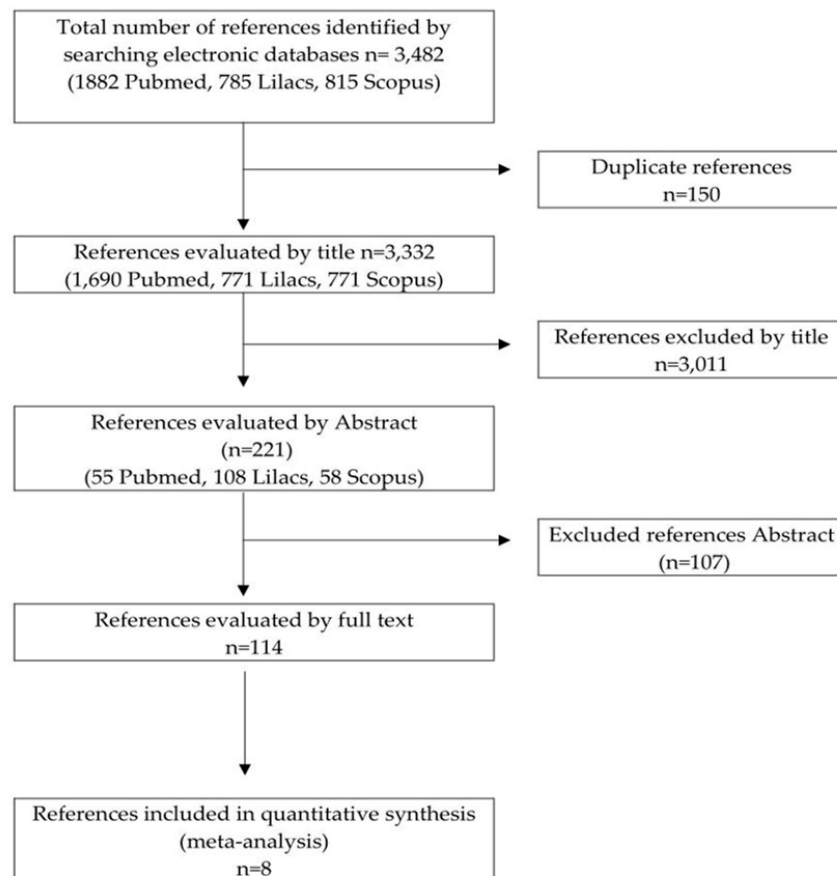 Total number of references identified by
searching electronic databases n= 3,482
(1882 Pubmed, 785 Lilacs, 815 Scopus)
Duplicate references
n=150
References evaluated by title n=3,332
(1,690 Pubmed, 771 Lilacs, 771 Scopus)
References excluded by title
n=3,011
References evaluated by Abstract
(n=221)
(55 Pubmed, 108 Lilacs, 58 Scopus)
Excluded references Abstract
(n=107)
References evaluated by full text
n=114
References included in quantitative synthesis
(meta-analysis)
n=8